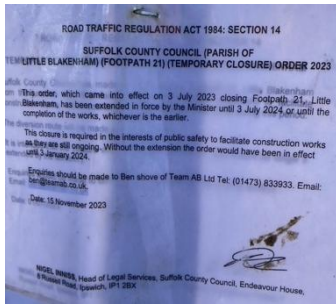 ROAD TRAFFIC REGULATION ACT 1984: SECTION 14
SUFFOLK COUNTY COUNCIL (PARISH OF
LITTLE BLAKENHAM) (FOOTPATH 21) (TEMPORARY CLOSURE) ORDER 2023
This order, which came into effect on 3 July 2023 closing Footpath 21, Little
Blakenham, has been extended in force by the Minister until 3 July 2024 or until the
completion of the works, whichever is the earlier.
This closure is required in the interests of public safety to facilitate construction works
as they are still ongoing. Without the extension the order would have been in effect
until 3 January 2024.
Enquiries should be made to Ben shove of Team AB Ltd Tel: (01473) 833933. Email:
ben@teamab.co.uk.
Date: 15 November 2023
NIGEL INNISS, Head of Legal Services, Suffolk County Council, Endeavour House,
8 Russell Road, Ipswich, IP1 2BX